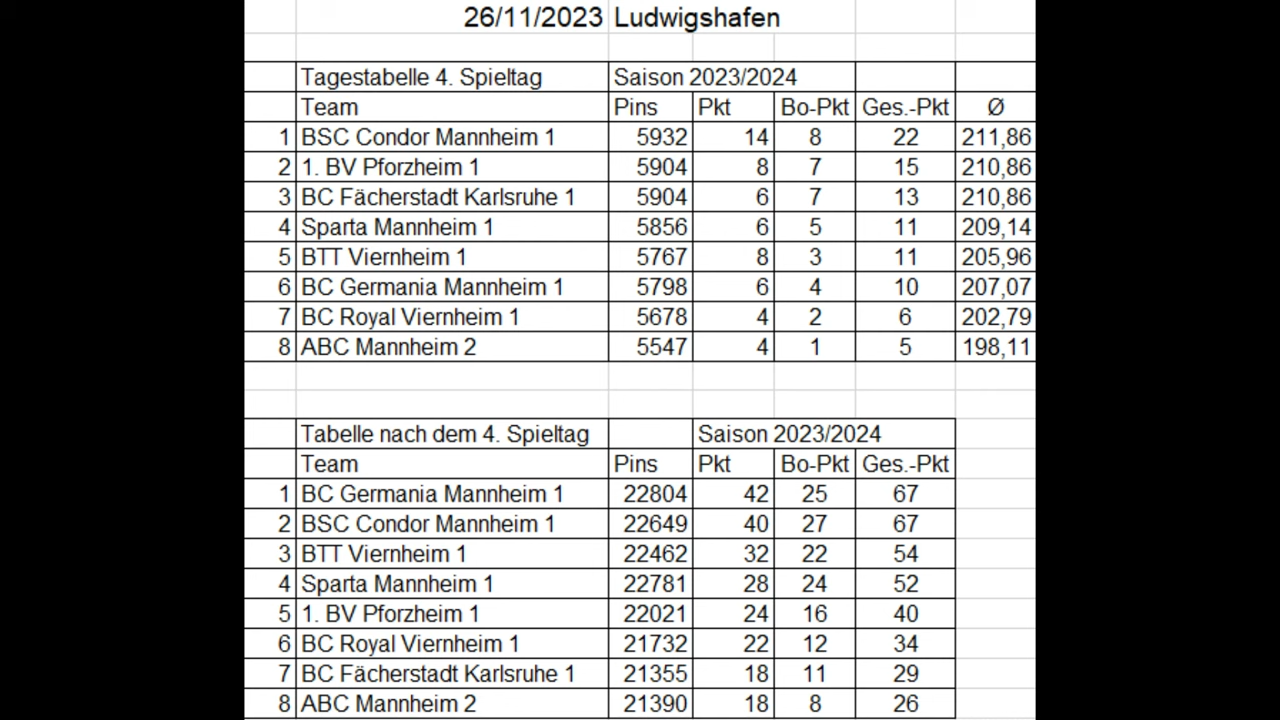 26/11/2023 Ludwigshafen
Tagestabelle 4. Spieltag Saison 2023/2024
Team Pins Pkt Bo-Pkt Ges.-Pkt Ø
1 BSC Condor Mannheim 1 5932 14 8 22 211,86
2 1. BV Pforzheim 1 5904 8 7 15 210,86
3 BC Fächerstadt Karlsruhe 1 5904 6 7 13 210,86
4 Sparta Mannheim 1 5856 6 5 11 209,14
5 BTT Viernheim 1 5767 8 3 11 205,96
6 BC Germania Mannheim 1 5798 6 4 10 207,07
7 BC Royal Viernheim 1 5678 4 2 6 202,79
8 ABC Mannheim 2 5547 4 1 5 198,11
Tabelle nach dem 4. Spieltag Saison 2023/2024
Team Pins Pkt Bo-Pkt Ges.-Pkt
1 BC Germania Mannheim 1 22804 42 25 67
2 BSC Condor Mannheim 1 22649 40 27 67
3 BTT Viernheim 1 22462 32 22 54
4 Sparta Mannheim 1 22781 28 24 52
5 1. BV Pforzheim 1 22021 24 16 40
6 BC Royal Viernheim 1 21732 22 12 34
7 BC Fächerstadt Karlsruhe 1 21355 18 11 29
8 ABC Mannheim 2 21390 18 8 26